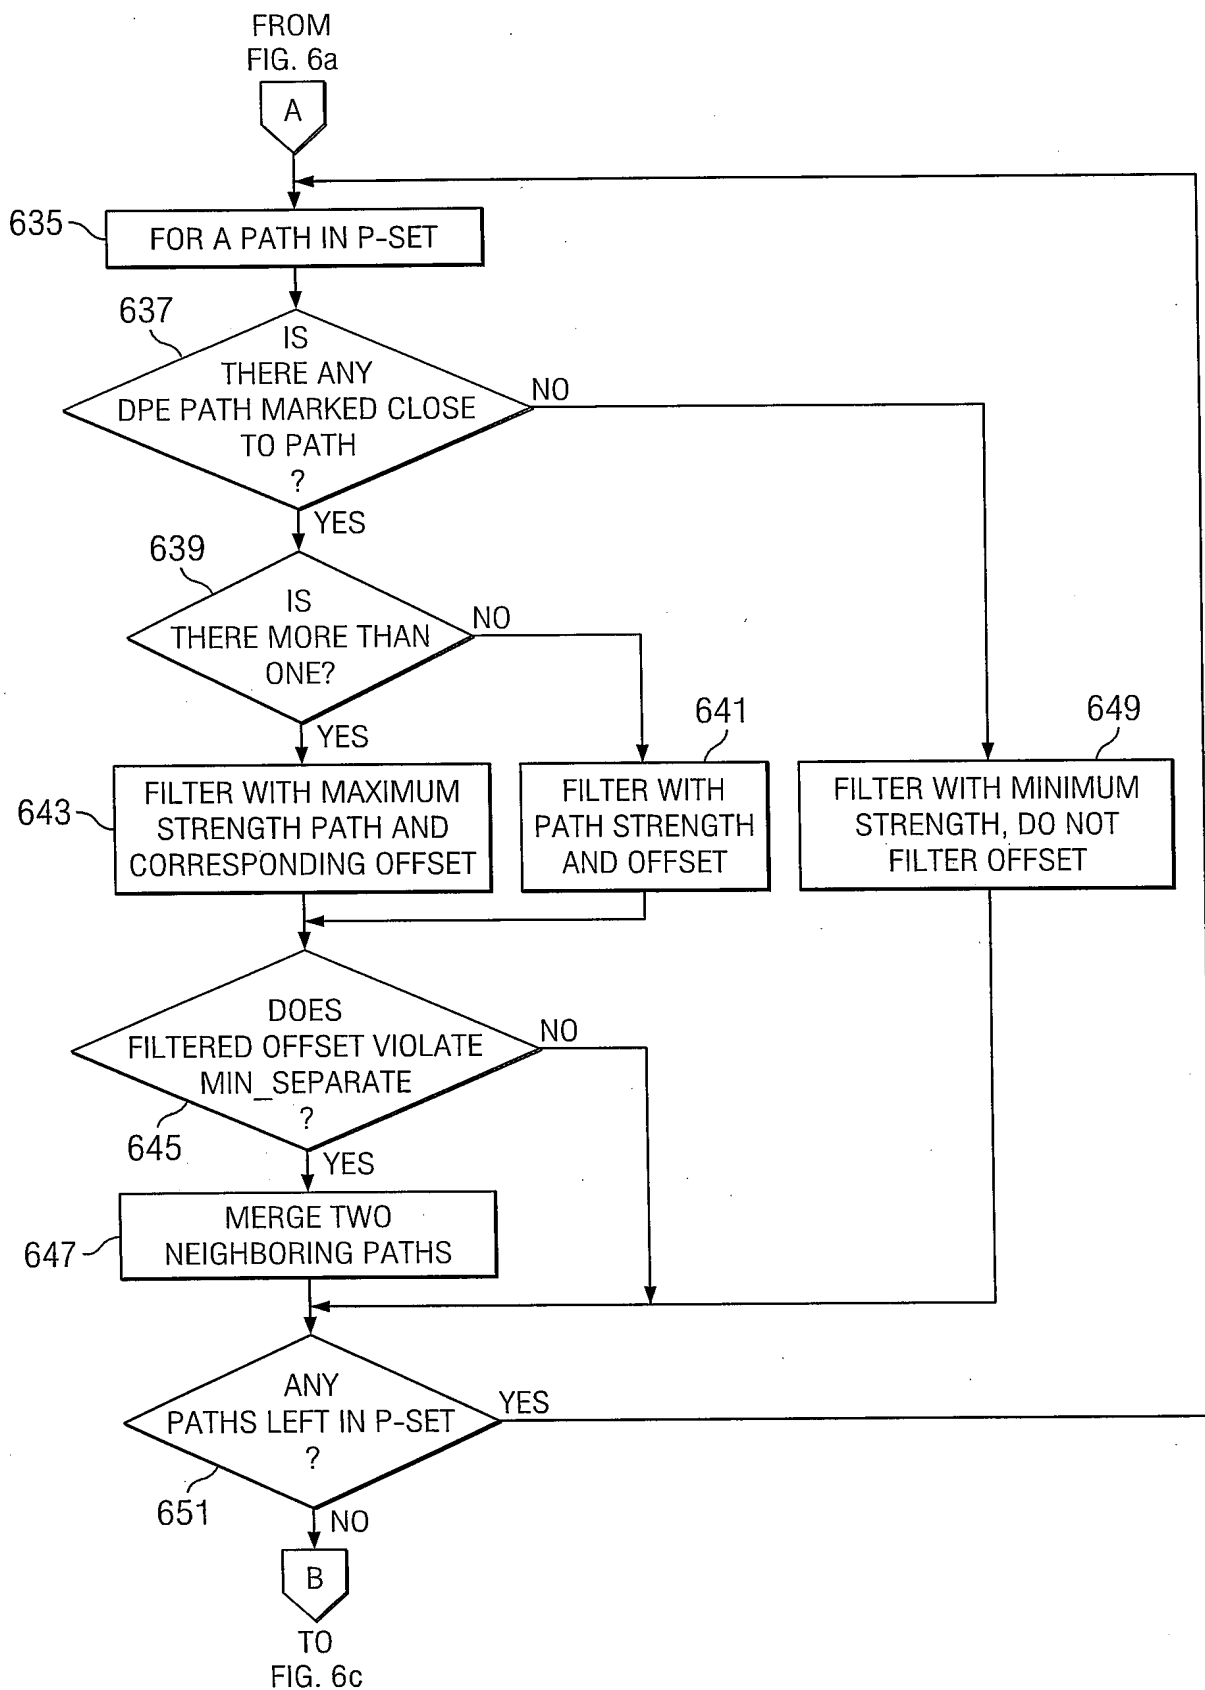 FROM
FIG. 6a
A
635
FOR A PATH IN P-SET
637
IS
THERE ANY
DPE PATH MARKED CLOSE
TO PATH
?
NO
YES
639
IS
THERE MORE THAN
ONE?
NO
YES
641
649
643
FILTER WITH MAXIMUM
STRENGTH PATH AND
CORRESPONDING OFFSET
FILTER WITH
PATH STRENGTH
AND OFFSET
FILTER WITH MINIMUM
STRENGTH, DO NOT
FILTER OFFSET
DOES
FILTERED OFFSET VIOLATE
MIN_SEPARATE
?
NO
645
YES
647
MERGE TWO
NEIGHBORING PATHS
ANY
PATHS LEFT IN P-SET
?
YES
651
NO
B
TO
FIG. 6c